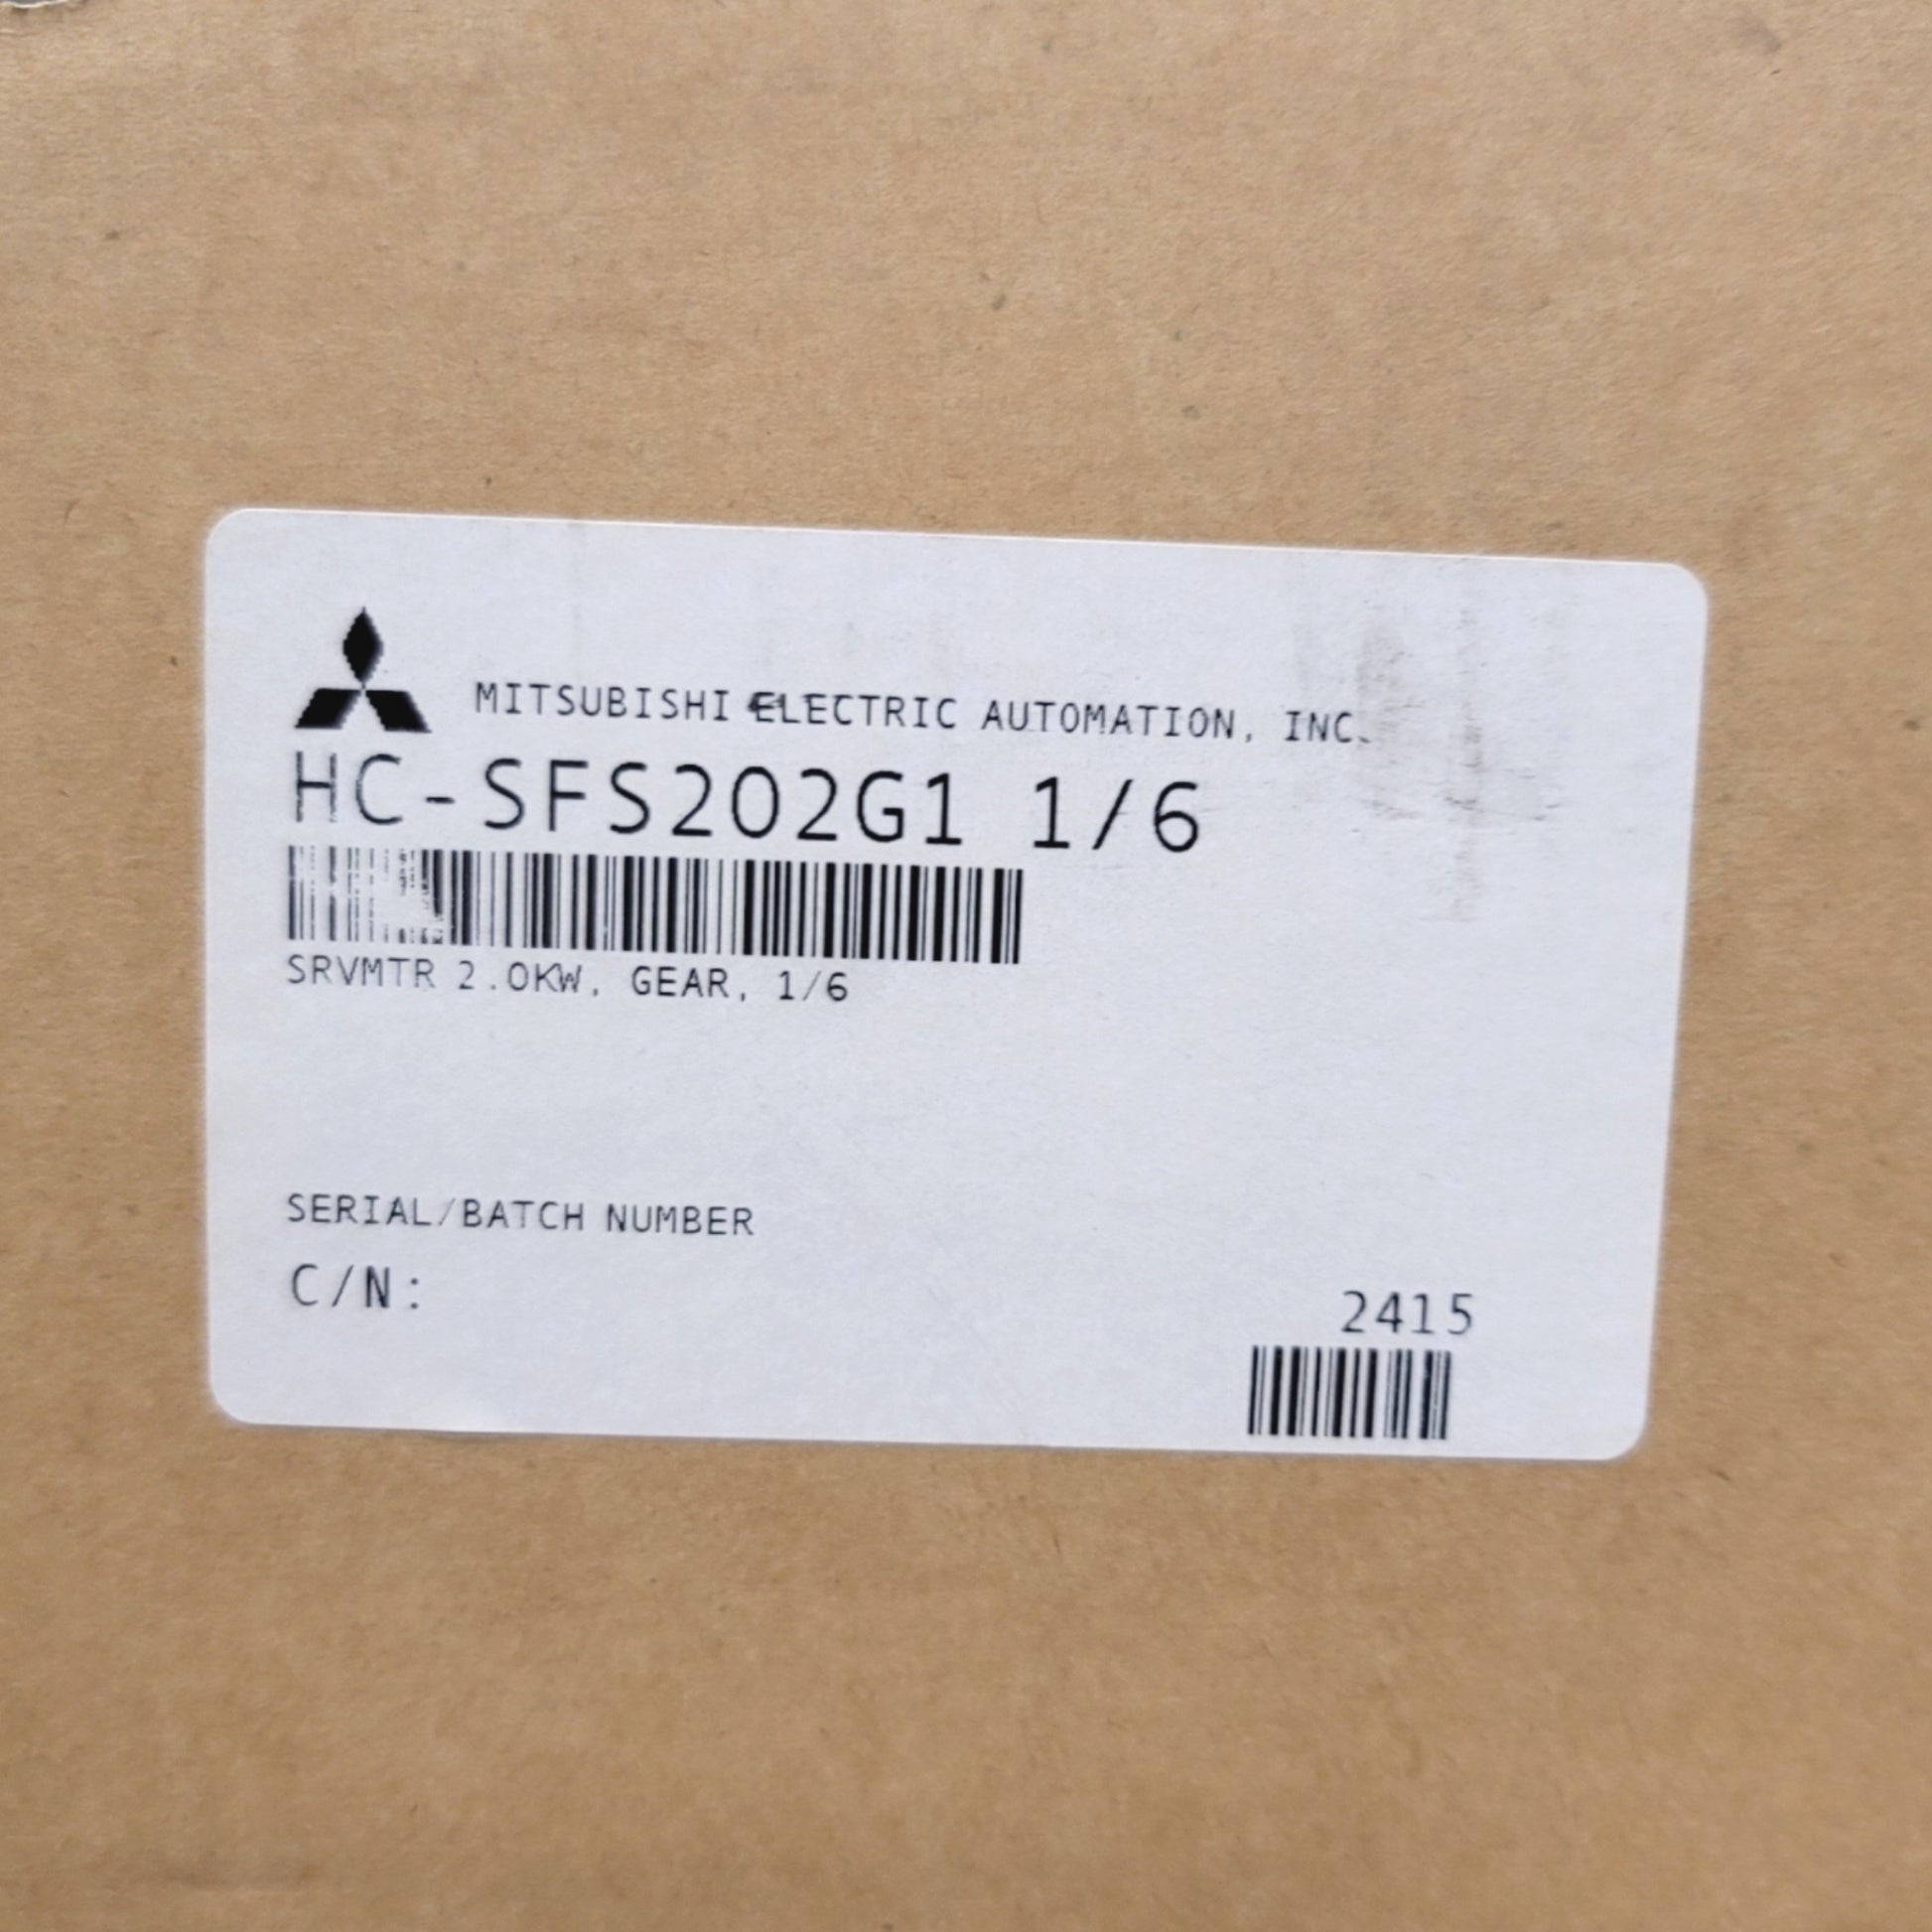 MITSUBISHI ELECTRIC AUTOMATION, INC.
HC-SFS202G1 1/6
SRVMTR 2.0KW, GEAR, 1/6
SERIAL/BATCH NUMBER
C/N:
2415